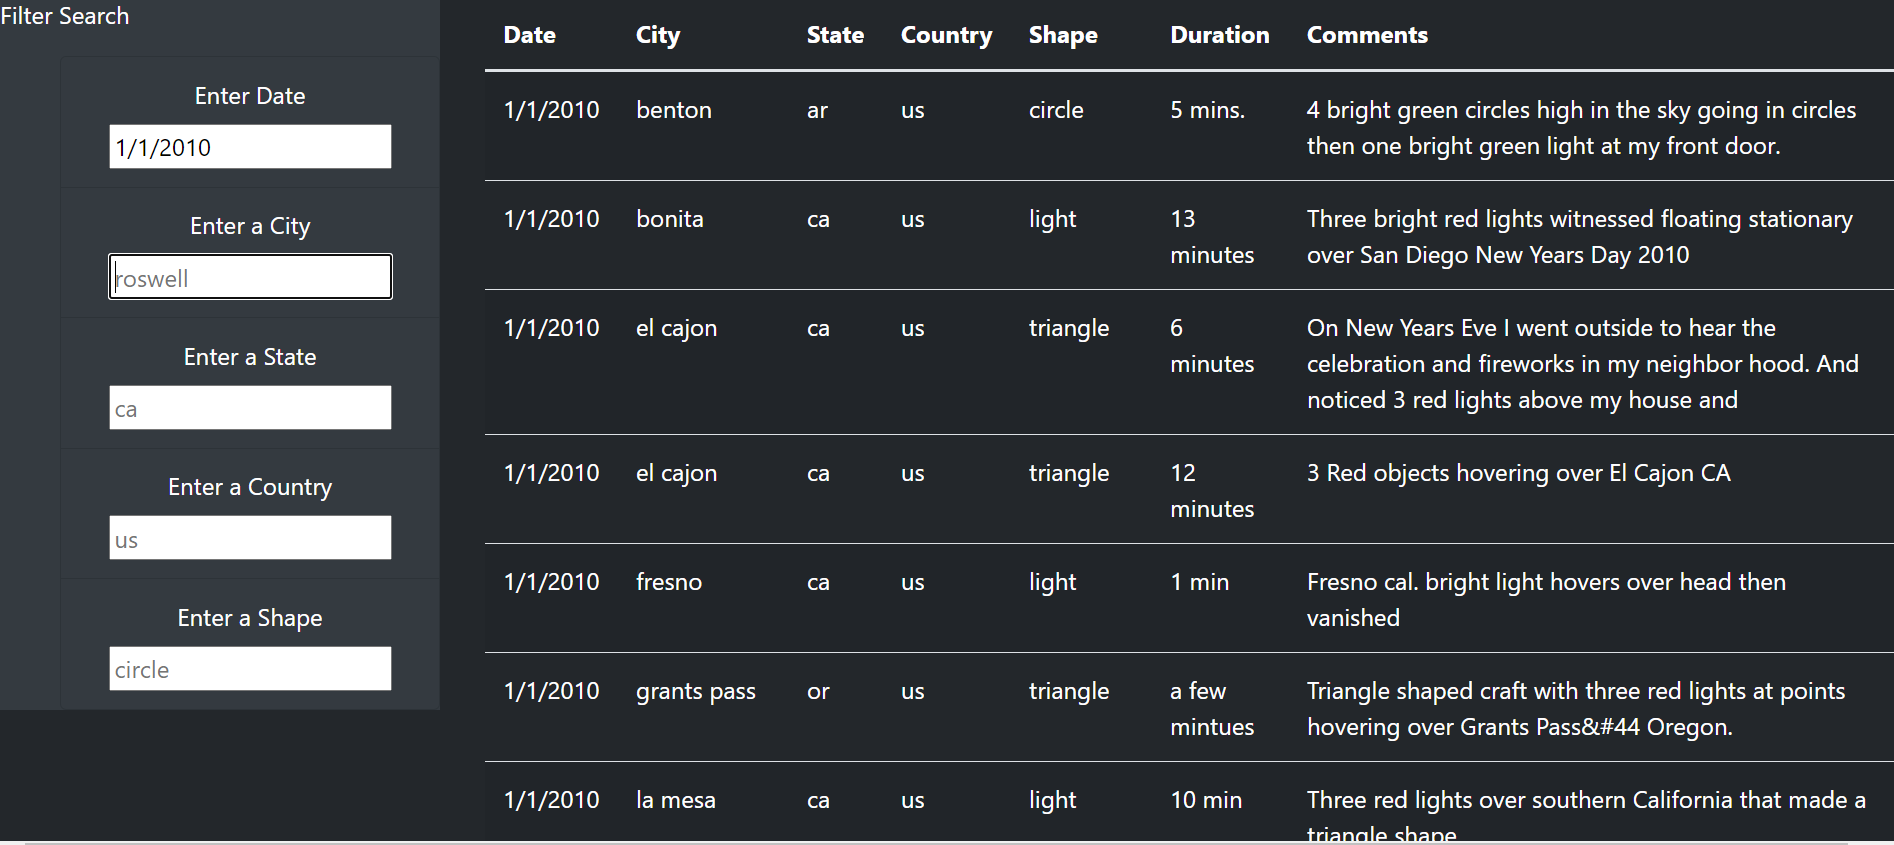 Filter Search
Enter Date
1/1/2010
Enter a City
roswell
Enter a State
ca
Enter a Country
us
Enter a Shape
circle
Date City State Country Shape Duration Comments
1/1/2010 benton ar us circle 5 mins. 4 bright green circles high in the sky going in circles
then one bright green light at my front door.
1/1/2010 bonita ca us light 13 Three bright red lights witnessed floating stationary
minutes over San Diego New Years Day 2010
1/1/2010 el cajon ca us triangle 6 On New Years Eve I went outside to hear the
minutes celebration and fireworks in my neighbor hood. And
noticed 3 red lights above my house and
1/1/2010 el cajon ca us triangle 12 3 Red objects hovering over El Cajon CA
minutes
1/1/2010 fresno ca us light 1 min Fresno cal. bright light hovers over head then
vanished
1/1/2010 grants pass or us triangle a few Triangle shaped craft with three red lights at points
mintues hovering over Grants Pass&#44 Oregon.
1/1/2010 la mesa ca us light 10 min Three red lights over southern California that made a
triangle shape